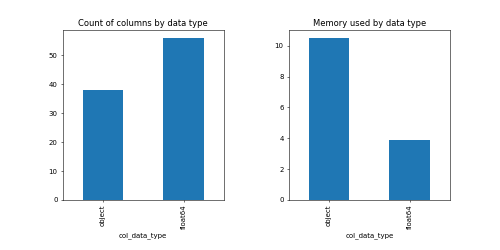 Count of columns by data type
50
40
30
20
10
0
object
float64
col_data_type
Memory used by data type
10
8
6
4
2
0
object
float64
col_data_type